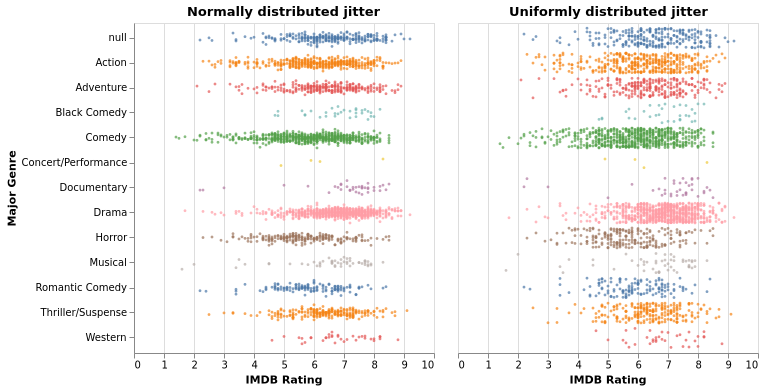 Normally distributed jitter
Uniformly distributed jitter
Major Genre
null
Action
Adventure
Black Comedy
Comedy
Concert/Performance
Documentary
Drama
Horror
Musical
Romantic Comedy
Thriller/Suspense
Western
0 1 2 3 4 5 6 7 8 9 10
0 1 2 3 4 5 6 7 8 9 10
IMDB Rating
IMDB Rating